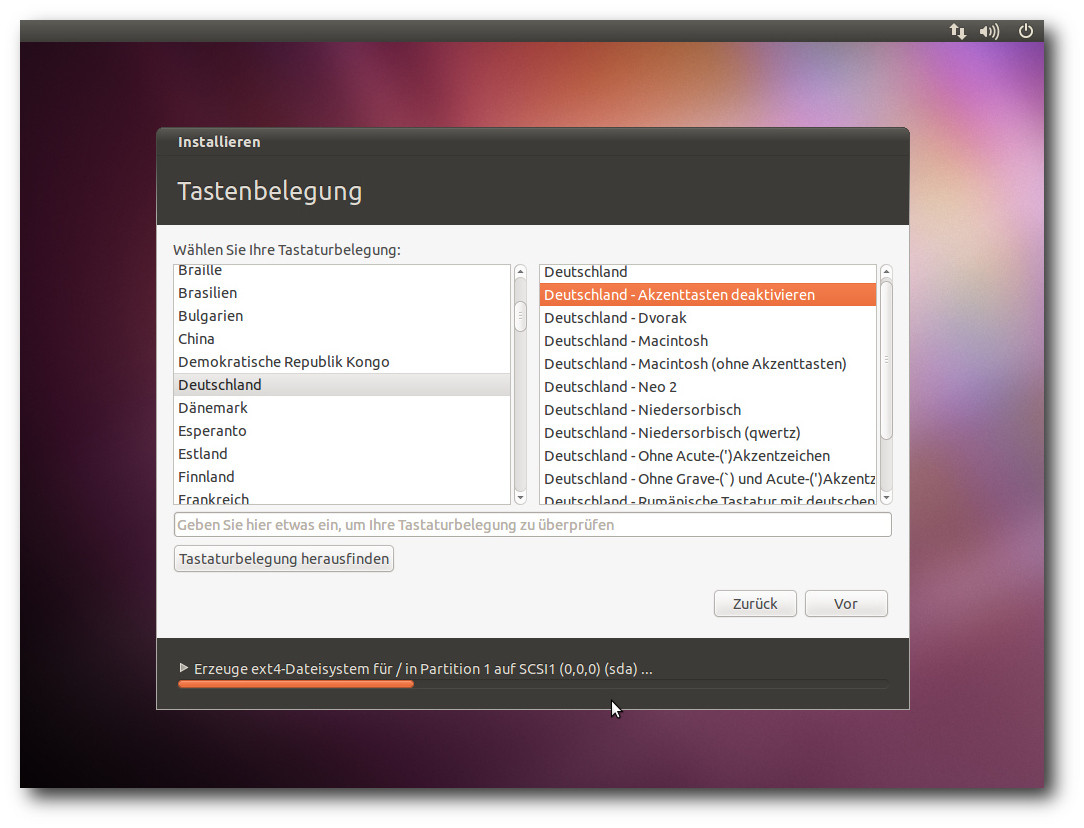 Installieren
Tastenbelegung
Wählen Sie Ihre Tastaturbelegung:
Braille
Brasilien
Bulgarien
China
Demokratische Republik Kongo
Deutschland
Dänemark
Esperanto
Estland
Finnland
Frankreich
Deutschland
Deutschland - Akzenttasten deaktivieren
Deutschland - Dvorak
Deutschland - Macintosh
Deutschland - Macintosh (ohne Akzenttasten)
Deutschland - Neo 2
Deutschland - Niedersorbisch
Deutschland - Niedersorbisch (qwertz)
Deutschland - Ohne Acute-(')Akzentzeichen
Deutschland - Ohne Grave-(`) und Acute-(')Akzentz
Deutschland - Rumänische Tastatur mit deutschen
Geben Sie hier etwas ein, um Ihre Tastaturbelegung zu überprüfen
Tastaturbelegung herausfinden
Zurück
Vor
Erzeuge ext4-Dateisystem für / in Partition 1 auf SCSI1 (0,0,0) (sda) ...